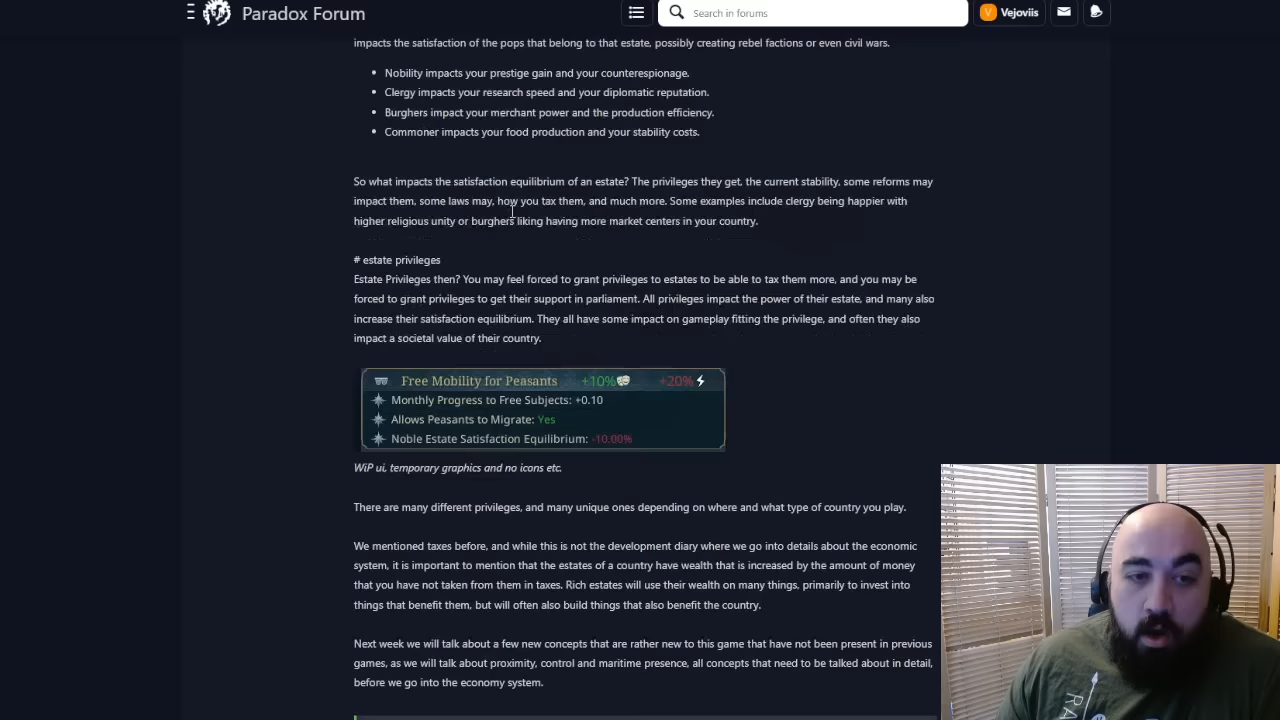 Paradox Forum
Search in forums
V Vejoviis
impacts the satisfaction of the pops that belong to that estate, possibly creating rebel factions or even civil wars.
• Nobility impacts your prestige gain and your counterespionage.
• Clergy impacts your research speed and your diplomatic reputation.
• Burghers impact your merchant power and the production efficiency.
• Commoner impacts your food production and your stability costs.
So what impacts the satisfaction equilibrium of an estate? The privileges they get, the current stability, some reforms may
impact them, some laws may, how you tax them, and much more. Some examples include clergy being happier with
higher religious unity or burghers liking having more market centers in your country.
# estate privileges
Estate Privileges then? You may feel forced to grant privileges to estates to be able to tax them more, and you may be
forced to grant privileges to get their support in parliament. All privileges impact the power of their estate, and many also
increase their satisfaction equilibrium. They all have some impact on gameplay fitting the privilege, and often they also
impact a societal value of their country.
Free Mobility for Peasants +10% +20%
Monthly Progress to Free Subjects: +0.10
Allows Peasants to Migrate: Yes
Noble Estate Satisfaction Equilibrium: -10.00%
WiP ui, temporary graphics and no icons etc.
There are many different privileges, and many unique ones depending on where and what type of country you play.
We mentioned taxes before, and while this is not the development diary where we go into details about the economic
system, it is important to mention that the estates of a country have wealth that is increased by the amount of money
that you have not taken from them in taxes. Rich estates will use their wealth on many things, primarily to invest into
things that benefit them, but will often also build things that also benefit the country.
Next week we will talk about a few new concepts that are rather new to this game that have not been present in previous
games, as we will talk about proximity, control and maritime presence, all concepts that need to be talked about in detail,
before we go into the economy system.
RA